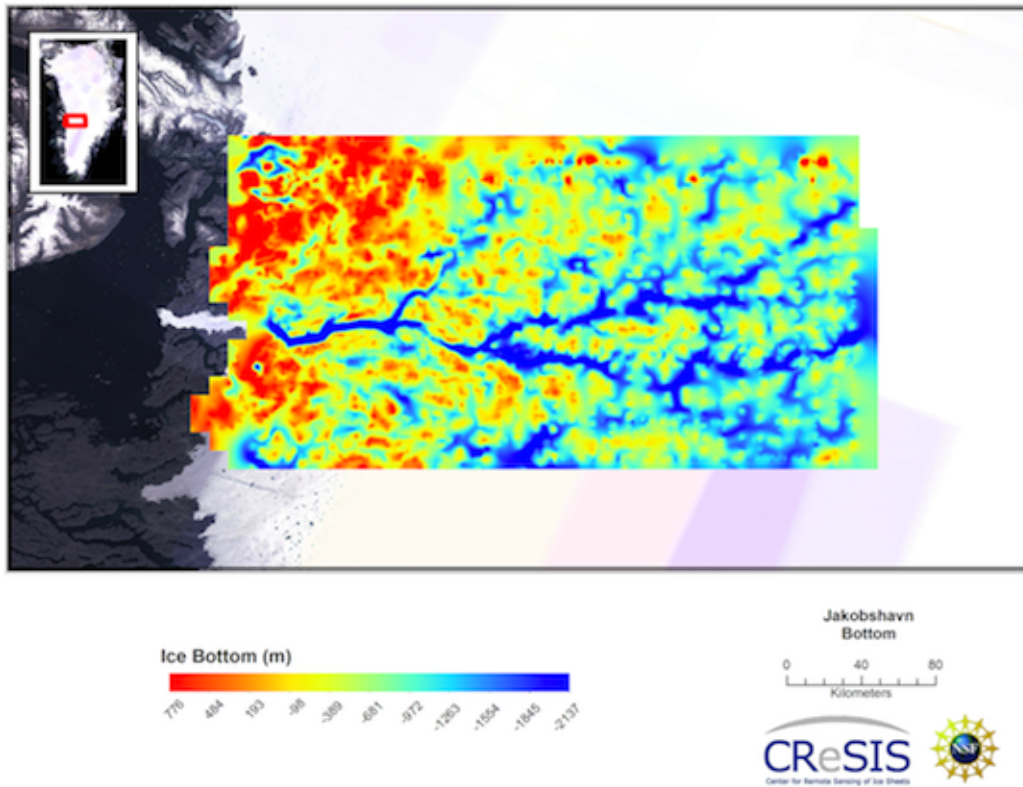 Ice Bottom (m)
776 484 193 -98 -389 -681 -972 -1263 -1554 -1845 -2137
Jakobshavn
Bottom
0 40 80
Kilometers
CReSIS
Center for Remote Sensing of Ice Sheets
NSF